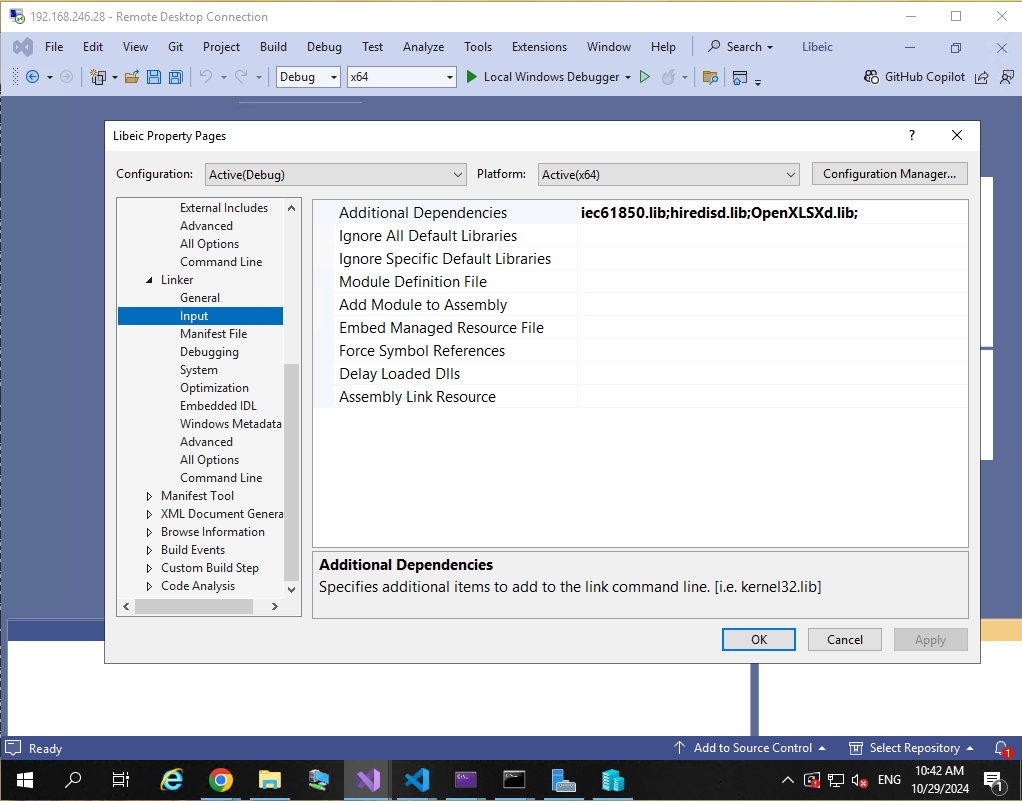 192.168.246.28 - Remote Desktop Connection
File Edit View Git Project Build Debug Test Analyze Tools Extensions Window Help Search Libeic
Debug x64 Local Windows Debugger GitHub Copilot
Libeic Property Pages ?
Configuration: Active(Debug) Platform: Active(x64) Configuration Manager...
External Includes
Advanced
All Options
Command Line
Linker
General
Input
Manifest File
Debugging
System
Optimization
Embedded IDL
Windows Metadata
Advanced
All Options
Command Line
Manifest Tool
XML Document Genera
Browse Information
Build Events
Custom Build Step
Code Analysis
Additional Dependencies iec61850.lib;hiredisd.lib;OpenXLSXd.lib;
Ignore All Default Libraries
Ignore Specific Default Libraries
Module Definition File
Add Module to Assembly
Embed Managed Resource File
Force Symbol References
Delay Loaded Dlls
Assembly Link Resource
Additional Dependencies
Specifies additional items to add to the link command line. [i.e. kernel32.lib]
OK Cancel Apply
Ready Add to Source Control Select Repository 1
ENG 10:42 AM
10/29/2024 1